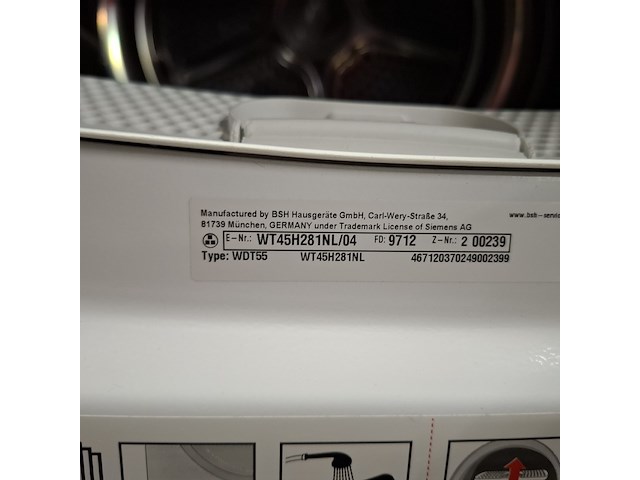 Manufactured by BSH Hausgeräte GmbH, Carl-Wery-Straße 34,
81739 München, GERMANY under Trademark License of Siemens AG
E-Nr.: WT45H281NL/04 FD: 9712 Z-Nr.: 2 00239
Type: WDT55 WT45H281NL 467120370249002399